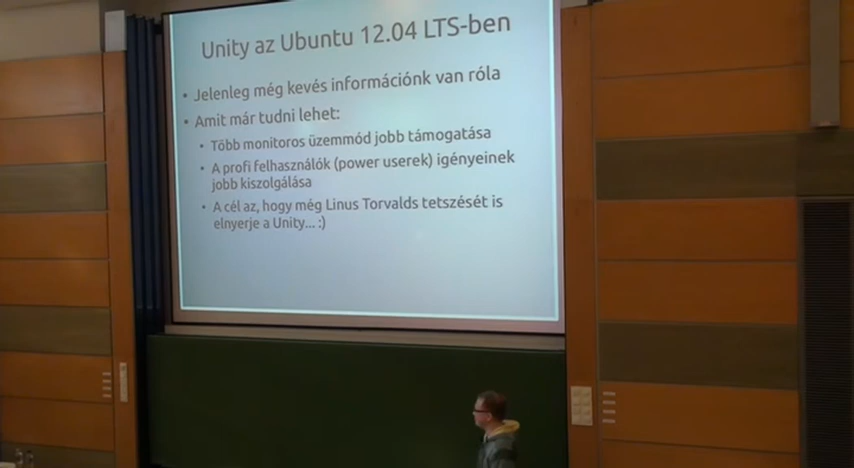 Unity az Ubuntu 12.04 LTS-ben
• Jelenleg még kevés információnk van róla
• Amit már tudni lehet:
• Több monitoros üzemmód jobb támogatása
• A profi felhasználók (power userek) igényeinek
jobb kiszolgálása
• A cél az, hogy még Linus Torvalds tetszését is
elnyerje a Unity... :)